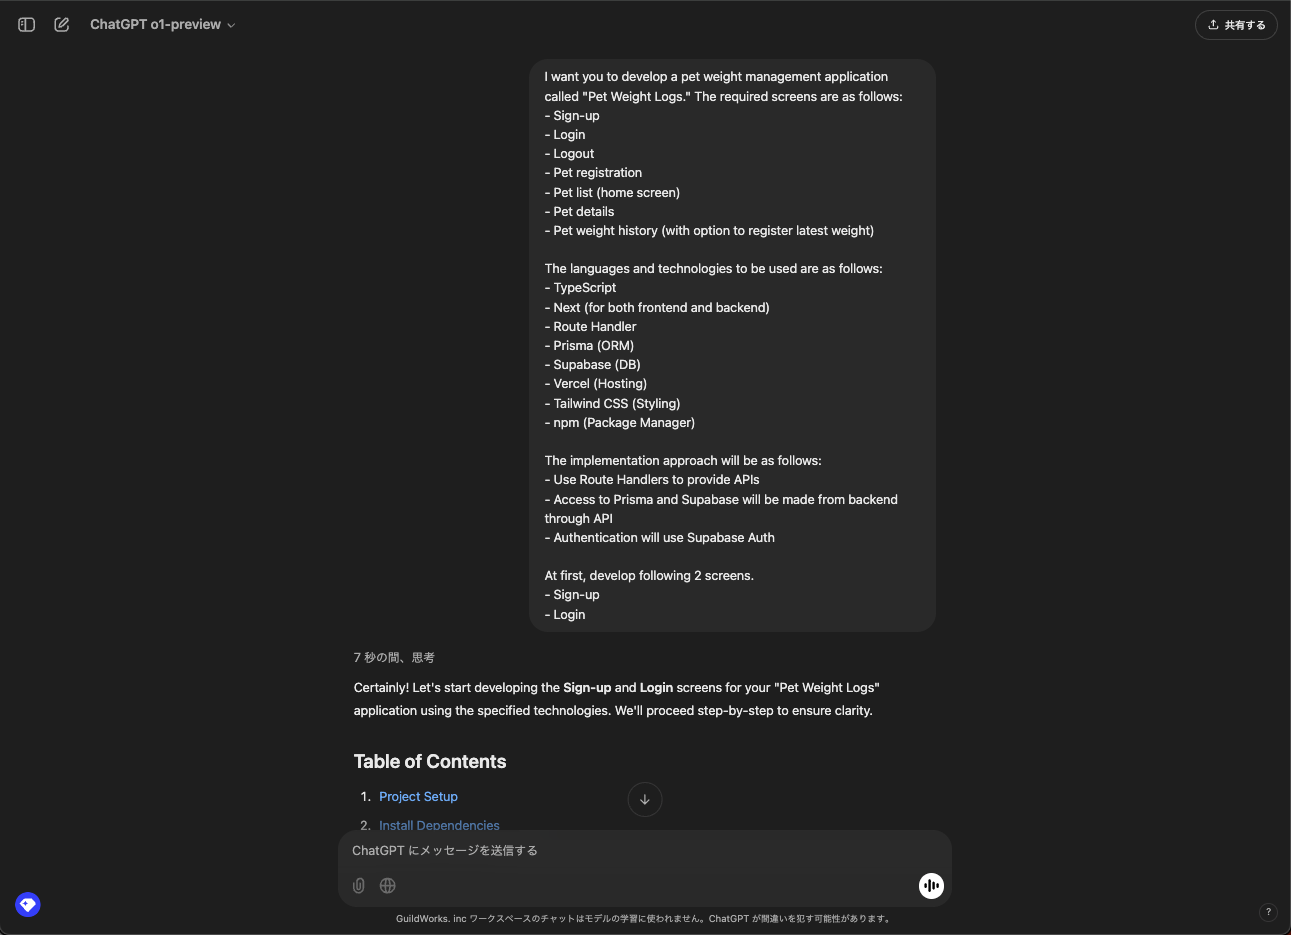 ChatGPT o1-preview
共有する
I want you to develop a pet weight management application
called "Pet Weight Logs." The required screens are as follows:
- Sign-up
- Login
- Logout
- Pet registration
- Pet list (home screen)
- Pet details
- Pet weight history (with option to register latest weight)
The languages and technologies to be used are as follows:
- TypeScript
- Next (for both frontend and backend)
- Route Handler
- Prisma (ORM)
- Supabase (DB)
- Vercel (Hosting)
- Tailwind CSS (Styling)
- npm (Package Manager)
The implementation approach will be as follows:
- Use Route Handlers to provide APIs
- Access to Prisma and Supabase will be made from backend
through API
- Authentication will use Supabase Auth
At first, develop following 2 screens.
- Sign-up
- Login
7 秒の間、思考
Certainly! Let's start developing the Sign-up and Login screens for your "Pet Weight Logs"
application using the specified technologies. We'll proceed step-by-step to ensure clarity.
Table of Contents
1. Project Setup
2. Install Dependencies
ChatGPT にメッセージを送信する
GuildWorks. inc ワークスペースのチャットはモデルの学習に使われません。ChatGPT が間違いを犯す可能性があります。
?